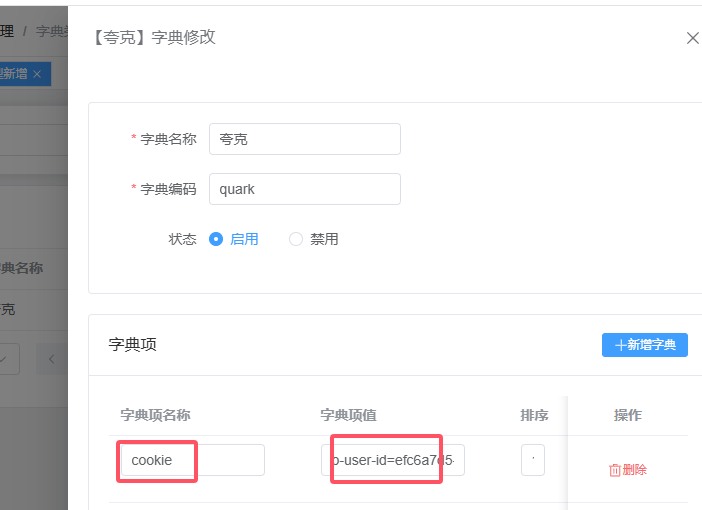 理 / 字典
【夸克】字典修改
新增 ×
* 字典名称 夸克
* 字典编码 quark
状态 启用 禁用
典名称
克
字典项 +新增字典
字典项名称 字典项值 排序 操作
cookie -user-id=efc6a7d5- 删除